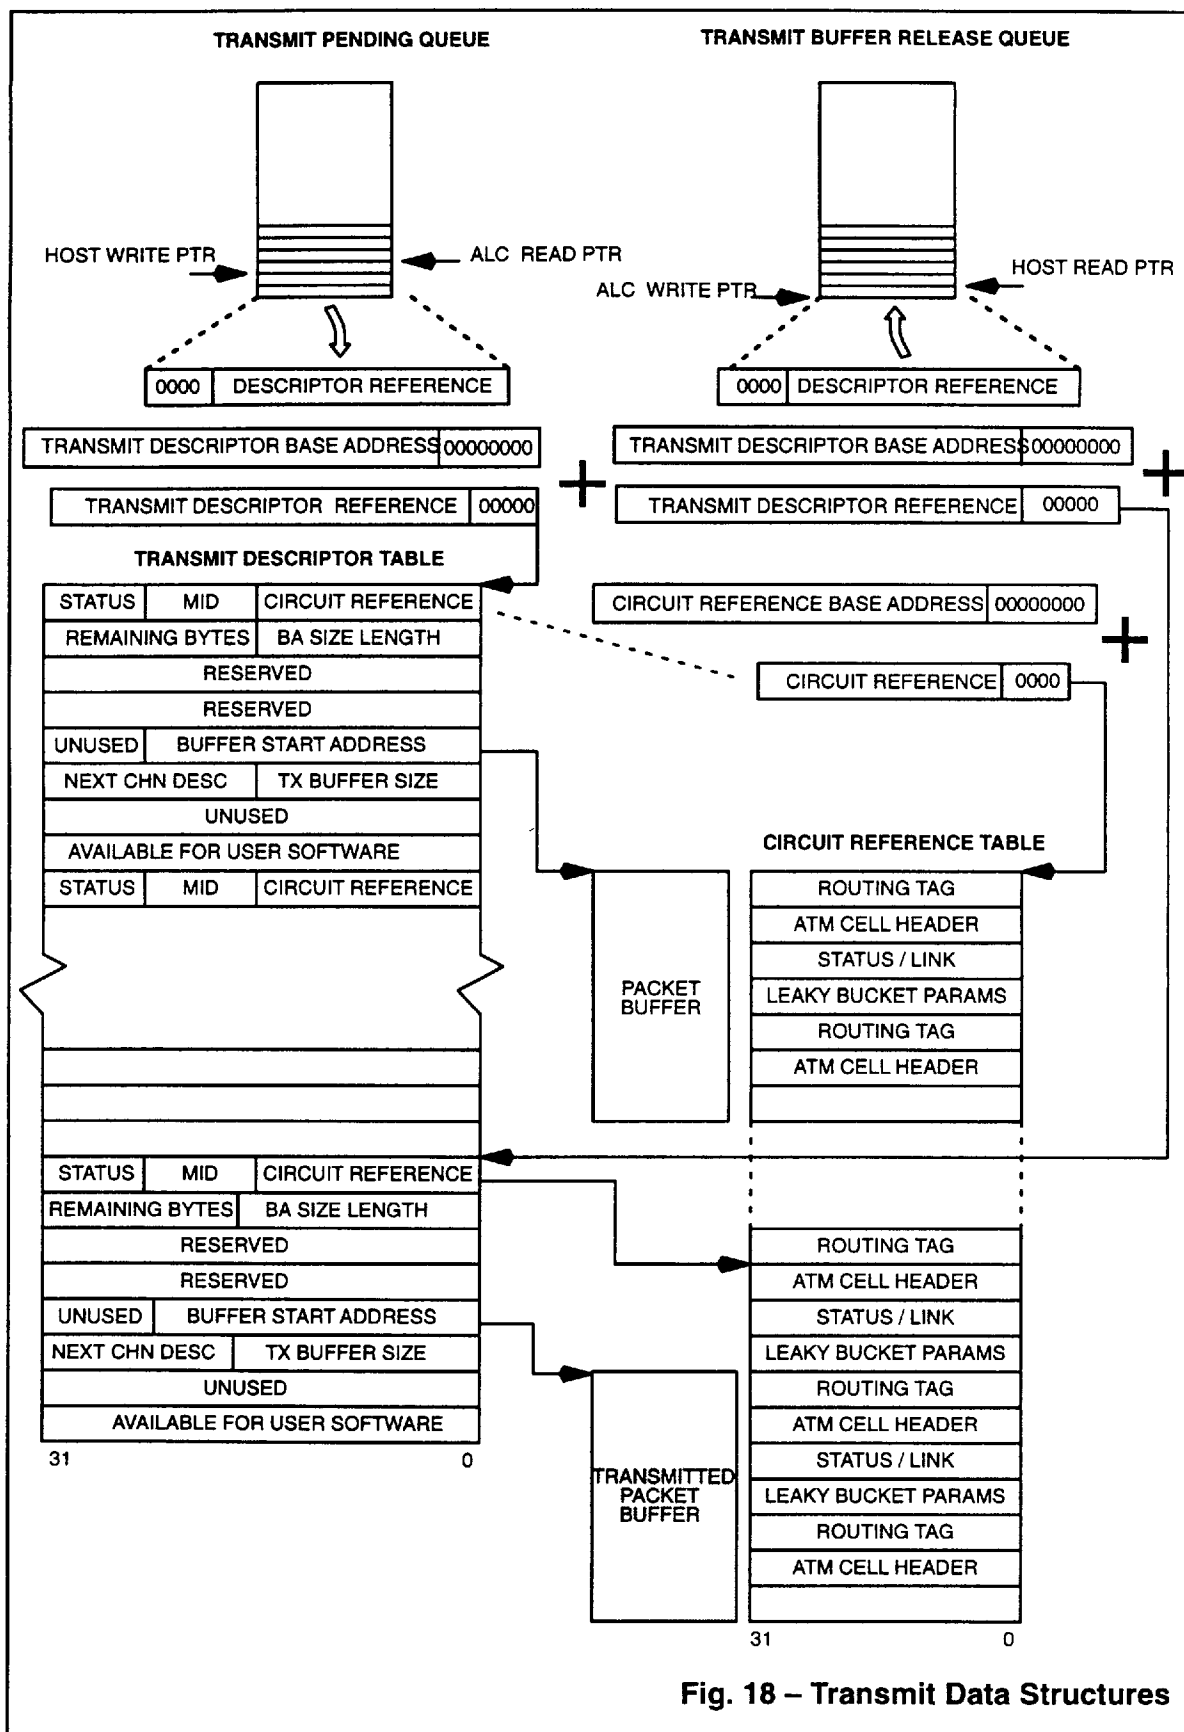 TRANSMIT PENDING QUEUE
TRANSMIT BUFFER RELEASE QUEUE
HOST WRITE PTR
ALC READ PTR
ALC WRITE PTR
HOST READ PTR
0000 DESCRIPTOR REFERENCE
0000 DESCRIPTOR REFERENCE
TRANSMIT DESCRIPTOR BASE ADDRESS 00000000
TRANSMIT DESCRIPTOR BASE ADDRESS 00000000
+
+
TRANSMIT DESCRIPTOR REFERENCE 00000
TRANSMIT DESCRIPTOR REFERENCE 00000
TRANSMIT DESCRIPTOR TABLE
STATUS MID CIRCUIT REFERENCE
REMAINING BYTES BA SIZE LENGTH
RESERVED
RESERVED
UNUSED BUFFER START ADDRESS
NEXT CHN DESC TX BUFFER SIZE
UNUSED
AVAILABLE FOR USER SOFTWARE
STATUS MID CIRCUIT REFERENCE
CIRCUIT REFERENCE BASE ADDRESS 00000000
+
CIRCUIT REFERENCE 0000
CIRCUIT REFERENCE TABLE
ROUTING TAG
ATM CELL HEADER
STATUS / LINK
LEAKY BUCKET PARAMS
ROUTING TAG
ATM CELL HEADER
PACKET
BUFFER
STATUS MID CIRCUIT REFERENCE
REMAINING BYTES BA SIZE LENGTH
RESERVED
RESERVED
UNUSED BUFFER START ADDRESS
NEXT CHN DESC TX BUFFER SIZE
UNUSED
AVAILABLE FOR USER SOFTWARE
31 0
TRANSMITTED
PACKET
BUFFER
ROUTING TAG
ATM CELL HEADER
STATUS / LINK
LEAKY BUCKET PARAMS
ROUTING TAG
ATM CELL HEADER
STATUS / LINK
LEAKY BUCKET PARAMS
ROUTING TAG
ATM CELL HEADER
31 0
Fig. 18 – Transmit Data Structures